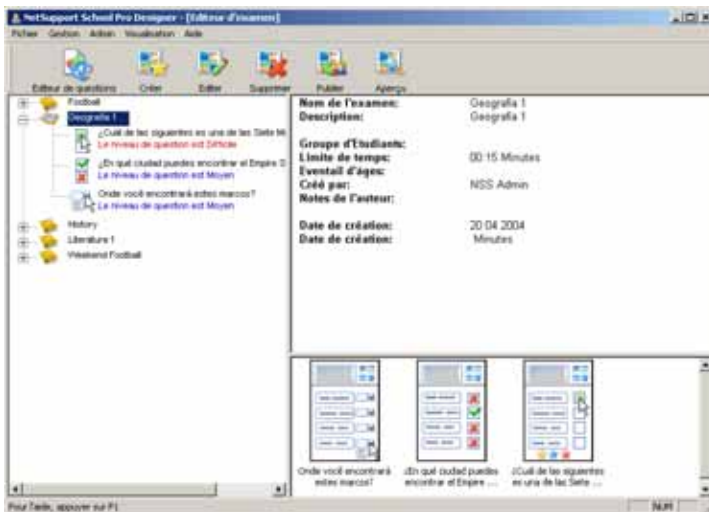 NetSupport School Pro Designer - [Editeur d'examen]
Fichier Gestion Admin Visualisation Aide
Editeur de questions Créer Editer Supprimer Publier Aperçu
Football
Geografia 1
¿Cuál de las siguientes es una de las Siete M
Le niveau de question est Difficile
¿En qué ciudad puedes encontrar el Empire S
Le niveau de question est Moyen
Onde você encontrará estes marcos?
Le niveau de question est Moyen
History
Literature 1
Weekend Football
Nom de l'examen: Geografia 1
Description: Geografia 1
Groupe d'Etudiants:
Limite de temps: 00:15 Minutes
Eventail d'âges:
Créé par: NSS Admin
Notes de l'auteur:
Date de création: 20 04 2004
Date de création: Minutes
Onde você encontrará
estes marcos?
¿En qué ciudad puedes
encontrar el Empire ...
¿Cuál de las siguientes
es una de las Siete ...
Pour l'aide, appuyer sur F1
NUM